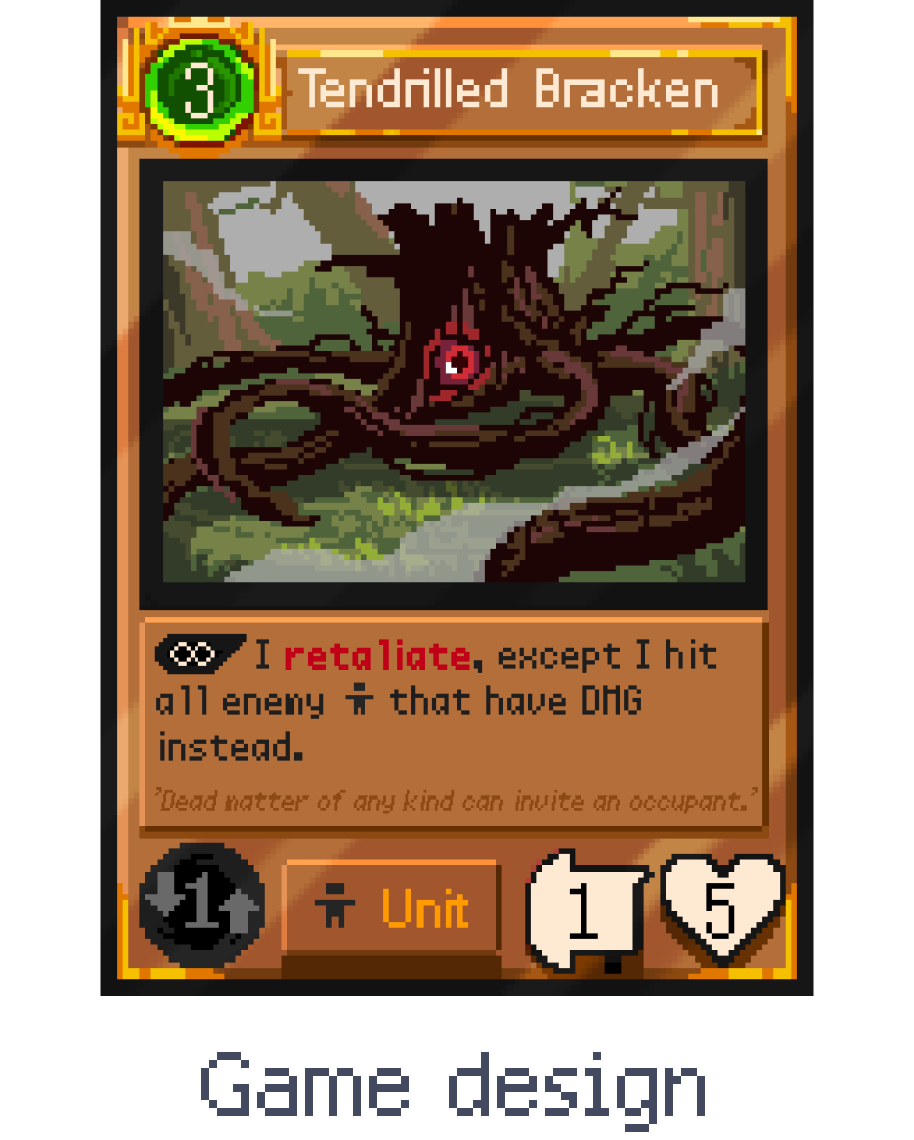 3
Tendrilled Bracken
∞ I retaliate, except I hit
all enemy that have DMG
instead.
'Dead matter of any kind can invite an occupant.'
1
Unit
1
5
Game design